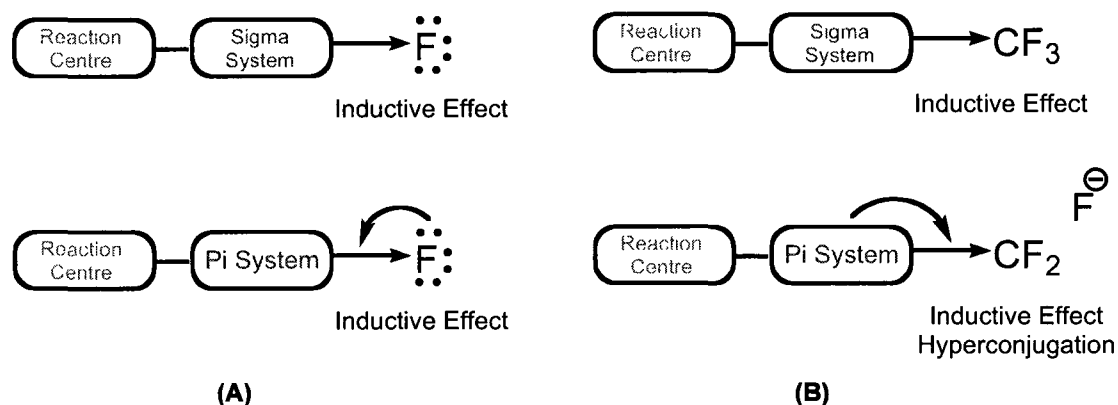 Reaction
Centre
Sigma
System
F
Inductive Effect
Reaction
Centre
Sigma
System
CF3
Inductive Effect
Reaction
Centre
Pi System
F
Inductive Effect
Reaction
Centre
Pi System
CF2
F⊖
Inductive Effect
Hyperconjugation
(A)
(B)